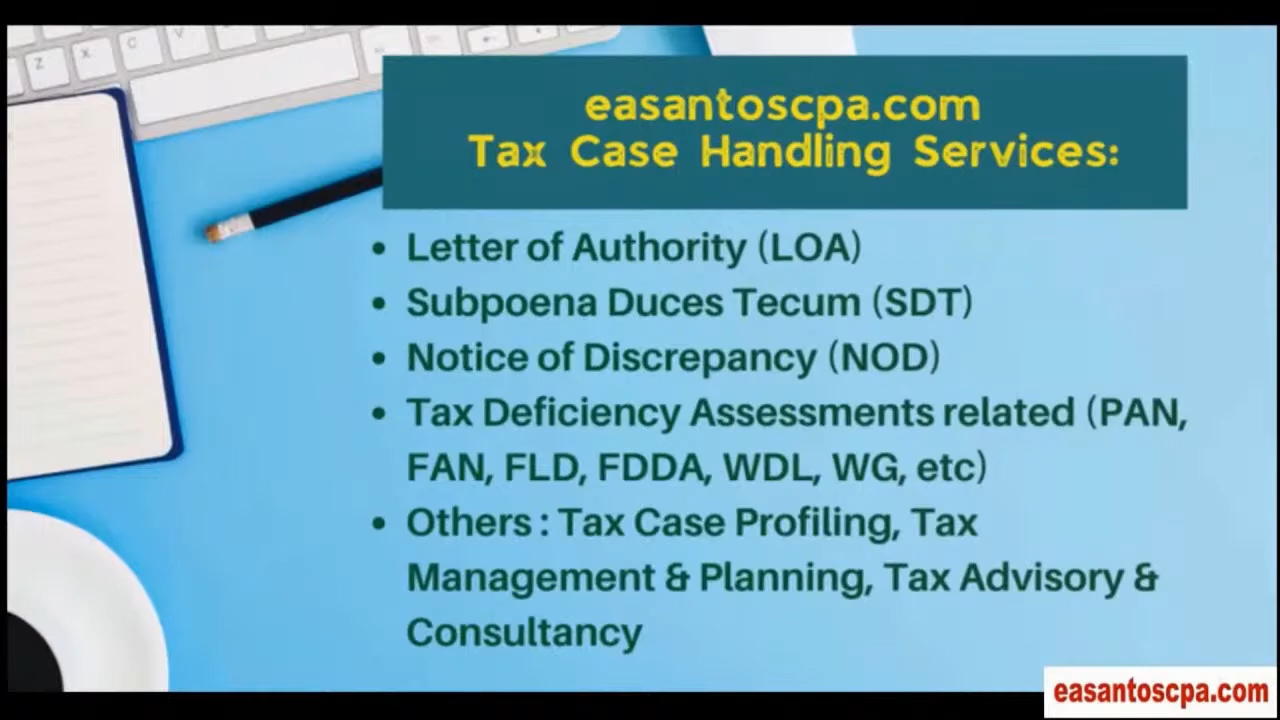 easantoscpa.com
Tax Case Handling Services:
• Letter of Authority (LOA)
• Subpoena Duces Tecum (SDT)
• Notice of Discrepancy (NOD)
• Tax Deficiency Assessments related (PAN,
FAN, FLD, FDDA, WDL, WG, etc)
• Others : Tax Case Profiling, Tax
Management & Planning, Tax Advisory &
Consultancy
easantoscpa.com